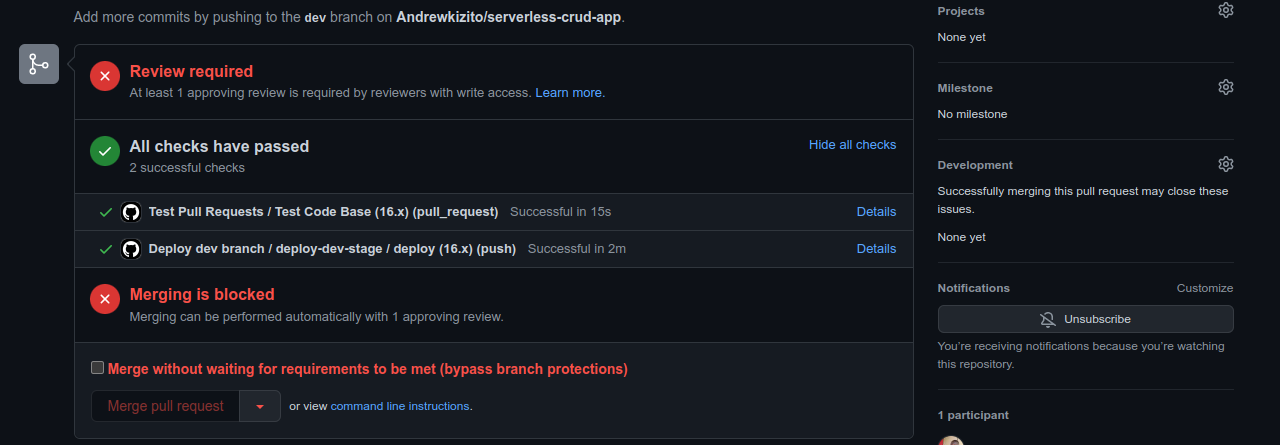 Add more commits by pushing to the dev branch on Andrewkizito/serverless-crud-app.
Review required
At least 1 approving review is required by reviewers with write access. Learn more.
All checks have passed
2 successful checks
Hide all checks
Test Pull Requests / Test Code Base (16.x) (pull_request) Successful in 15s
Details
Deploy dev branch / deploy-dev-stage / deploy (16.x) (push) Successful in 2m
Details
Merging is blocked
Merging can be performed automatically with 1 approving review.
Merge without waiting for requirements to be met (bypass branch protections)
Merge pull request
or view command line instructions.
Projects
None yet
Milestone
No milestone
Development
Successfully merging this pull request may close these
issues.
None yet
Notifications
Customize
Unsubscribe
You're receiving notifications because you're watching
this repository.
1 participant